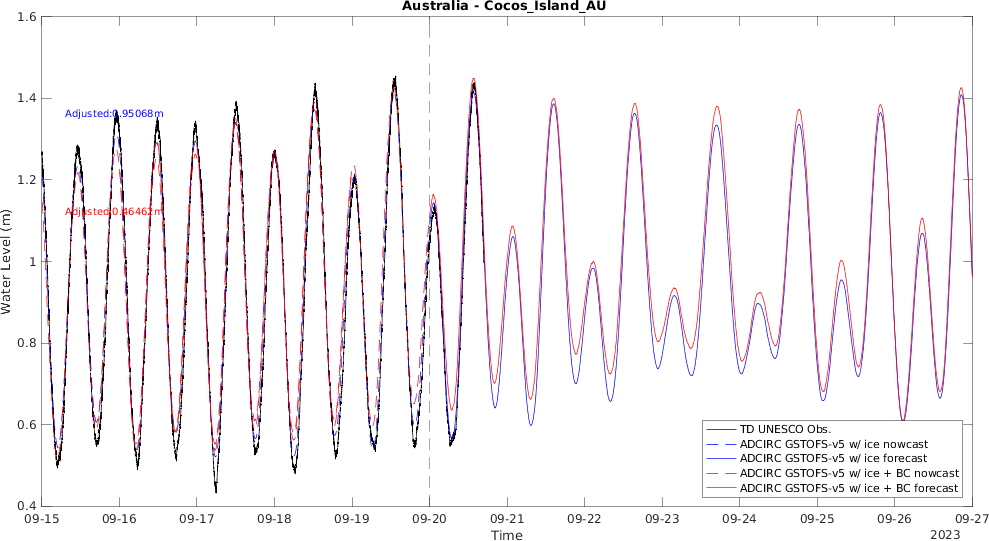 Australia - Cocos_Island_AU
1.6
1.4
1.2
1
0.8
0.6
0.4
Water Level (m)
Adjusted:0.95068m
Adjusted:0.46462m
TD UNESCO Obs.
ADCIRC GSTOFS-v5 w/ ice nowcast
ADCIRC GSTOFS-v5 w/ ice forecast
ADCIRC GSTOFS-v5 w/ ice + BC nowcast
ADCIRC GSTOFS-v5 w/ ice + BC forecast
09-15 09-16 09-17 09-18 09-19 09-20 09-21 09-22 09-23 09-24 09-25 09-26 09-27
Time
2023